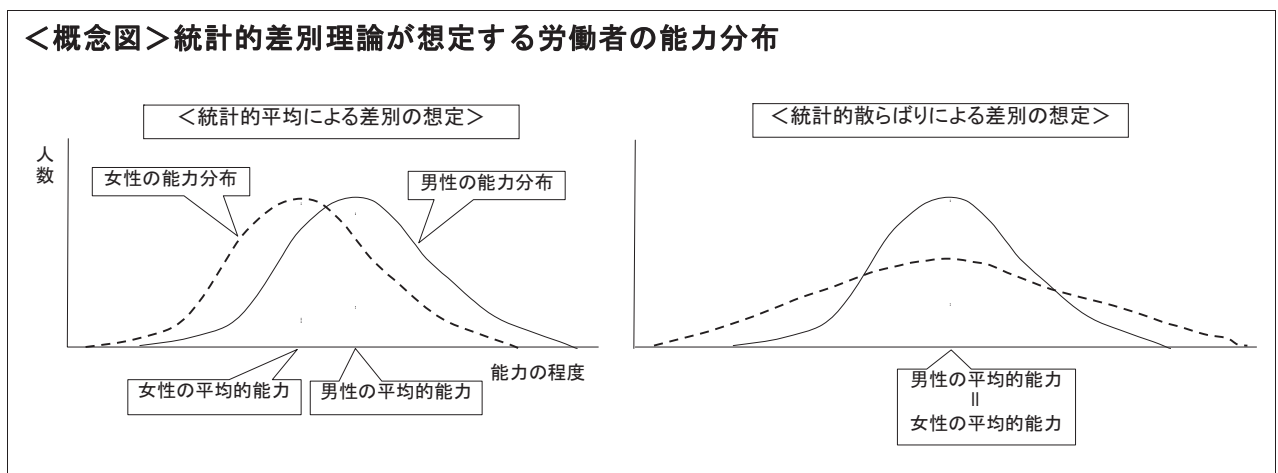 ＜概念図＞統計的差別理論が想定する労働者の能力分布
＜統計的平均による差別の想定＞
人数
女性の能力分布
男性の能力分布
女性の平均的能力
男性の平均的能力
能力の程度
＜統計的散らばりによる差別の想定＞
男性の平均的能力
＝
女性の平均的能力